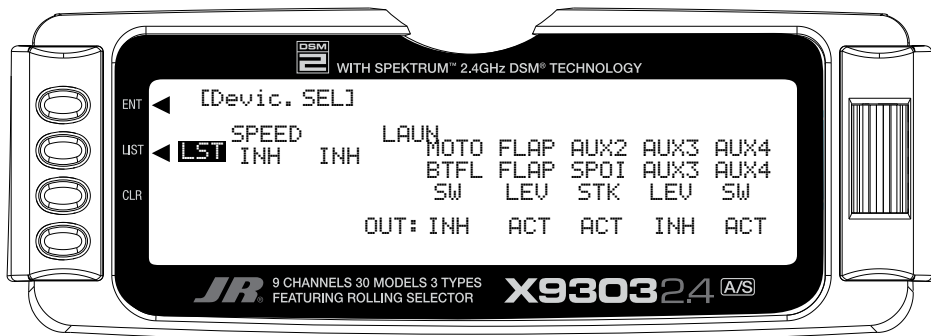 DSM
2
WITH SPEKTRUM™ 2.4GHz DSM® TECHNOLOGY
ENT
[Devic. SEL]
SPEED LAUN
LIST
LST INH INH
MOTO FLAP AUX2 AUX3 AUX4
BTFL FLAP SPOI AUX3 AUX4
CLR
SW LEV STK LEV SW
OUT: INH ACT ACT INH ACT
JR® 9 CHANNELS 30 MODELS 3 TYPES
FEATURING ROLLING SELECTOR
X9303 2.4 A/S